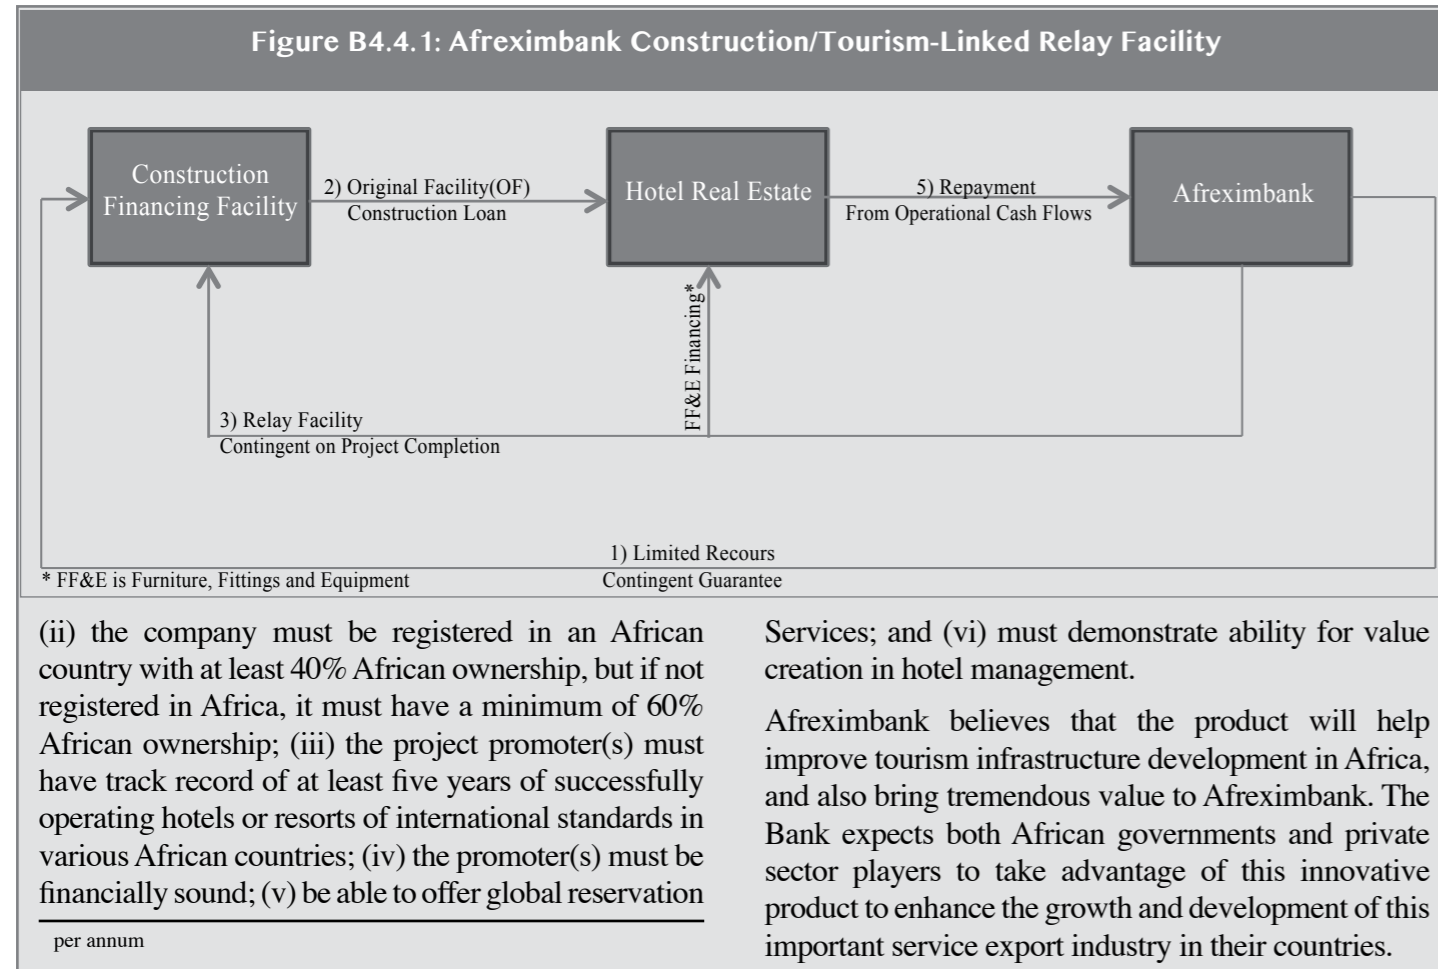 Figure B4.4.1: Afreximbank Construction/Tourism-Linked Relay Facility
Construction
Financing Facility
2) Original Facility(OF)
Construction Loan
Hotel Real Estate
5) Repayment
From Operational Cash Flows
Afreximbank
FF&E Financing*
3) Relay Facility
Contingent on Project Completion
1) Limited Recours
Contingent Guarantee
* FF&E is Furniture, Fittings and Equipment
(ii) the company must be registered in an African
country with at least 40% African ownership, but if not
registered in Africa, it must have a minimum of 60%
African ownership; (iii) the project promoter(s) must
have track record of at least five years of successfully
operating hotels or resorts of international standards in
various African countries; (iv) the promoter(s) must be
financially sound; (v) be able to offer global reservation
per annum
Services; and (vi) must demonstrate ability for value
creation in hotel management.
Afreximbank believes that the product will help
improve tourism infrastructure development in Africa,
and also bring tremendous value to Afreximbank. The
Bank expects both African governments and private
sector players to take advantage of this innovative
product to enhance the growth and development of this
important service export industry in their countries.